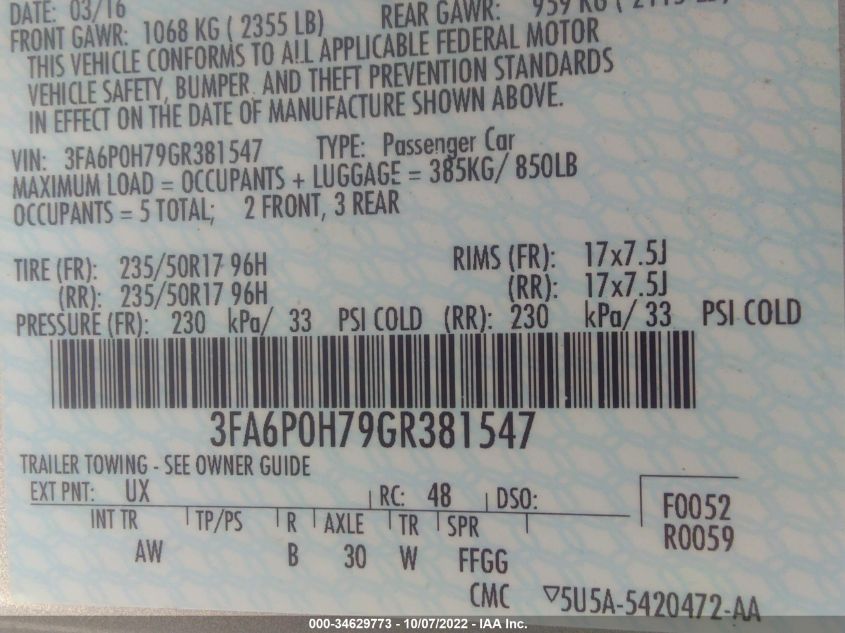 DATE: 03/16
FRONT GAWR: 1068 KG ( 2355 LB) REAR GAWR: 959 KG (
THIS VEHICLE CONFORMS TO ALL APPLICABLE FEDERAL MOTOR
VEHICLE SAFETY, BUMPER, AND THEFT PREVENTION STANDARDS
IN EFFECT ON THE DATE OF MANUFACTURE SHOWN ABOVE.
VIN: 3FA6P0H79GR381547 TYPE: Passenger Car
MAXIMUM LOAD = OCCUPANTS + LUGGAGE = 385KG/ 850LB
OCCUPANTS = 5 TOTAL; 2 FRONT, 3 REAR
TIRE (FR): 235/50R17 96H RIMS (FR): 17x7.5J
(RR): 235/50R17 96H (RR): 17x7.5J
PRESSURE (FR): 230 kPa/ 33 PSI COLD (RR): 230 kPa/ 33 PSI COLD
3FA6P0H79GR381547
TRAILER TOWING - SEE OWNER GUIDE
EXT PNT: UX RC: 48 DSO:
F0052
INT TR TP/PS R AXLE TR SPR
R0059
AW B 30 W FFGG
CMC ▽5U5A-5420472-AA
000-34629773 - 10/07/2022 - IAA Inc.